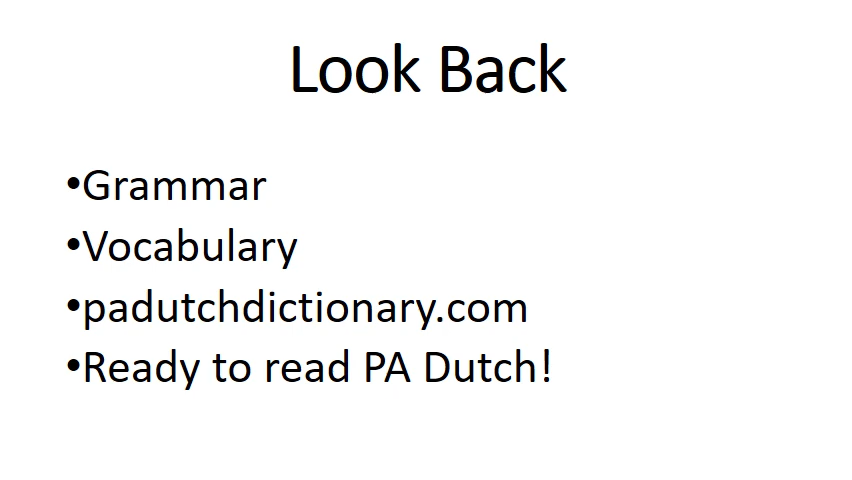 Look Back
•Grammar
•Vocabulary
•padutchdictionary.com
•Ready to read PA Dutch!